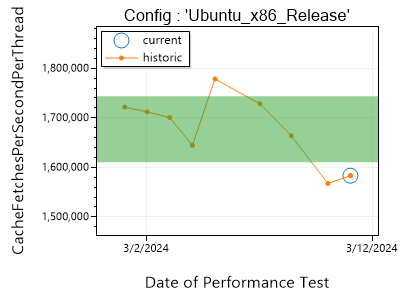 Config : 'Ubuntu_x86_Release'
current
historic
CacheFetchesPerSecondPerThread
1,800,000
1,700,000
1,600,000
1,500,000
3/2/2024
3/12/2024
Date of Performance Test